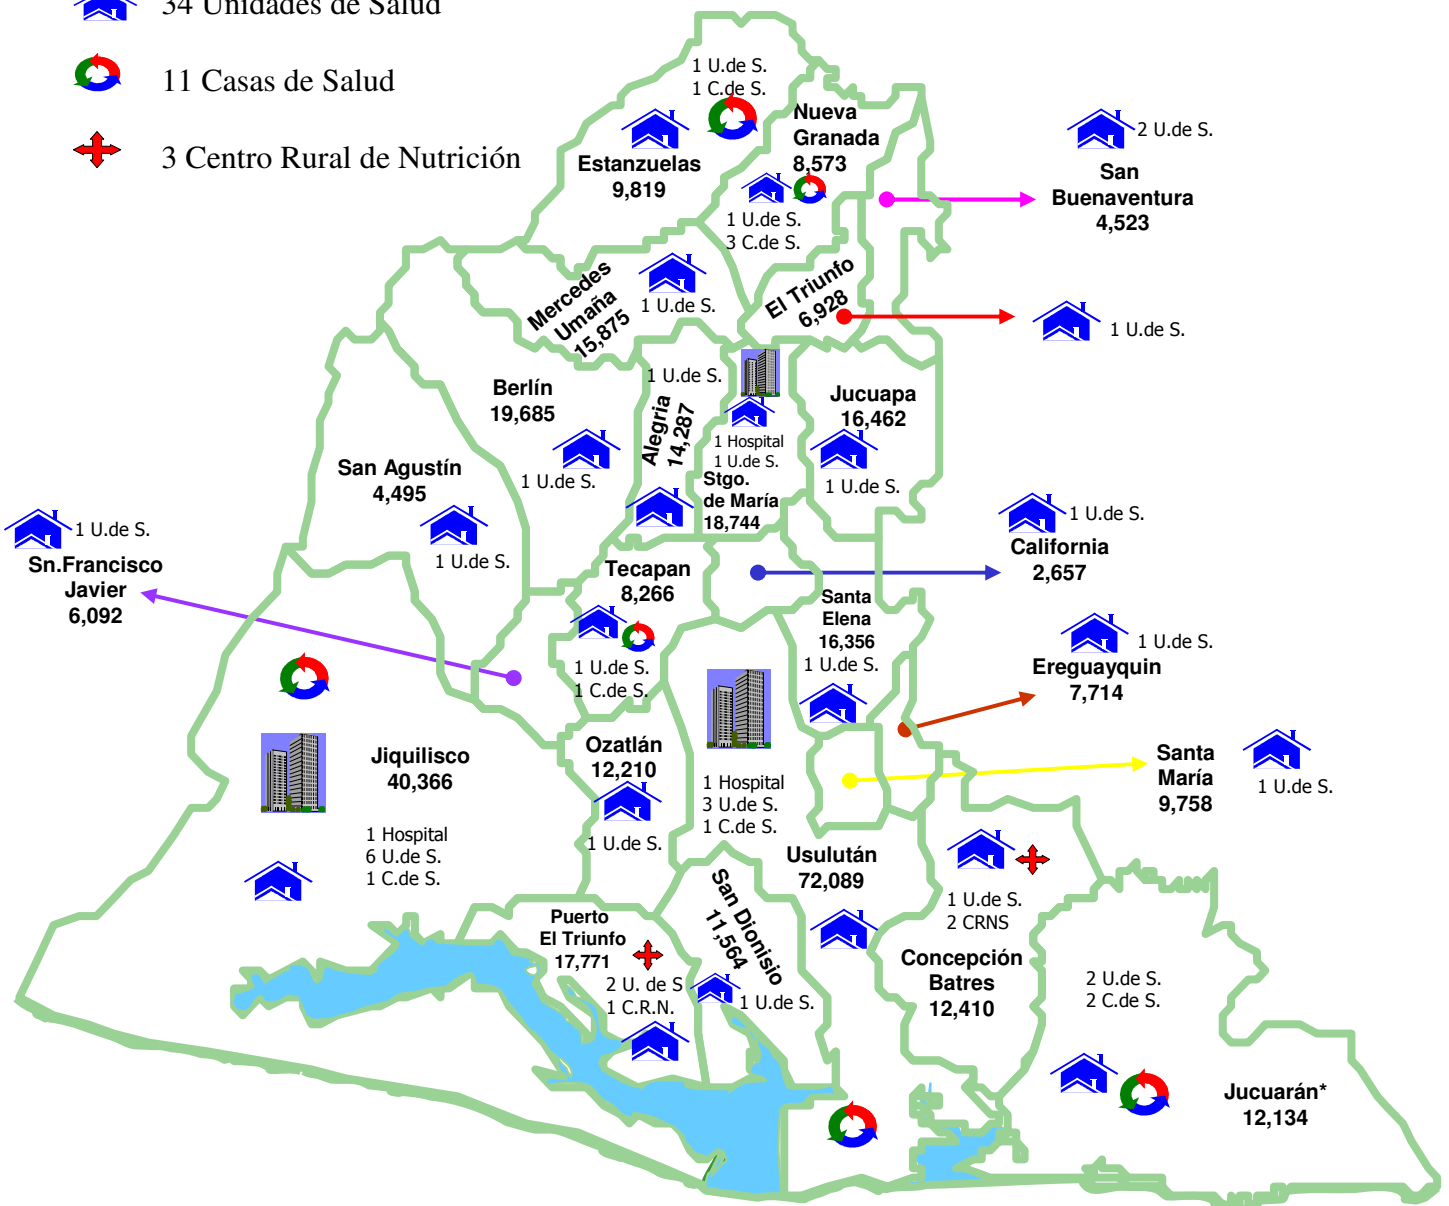 34 Unidades de Salud
11 Casas de Salud
3 Centro Rural de Nutrición
1 U.de S.
1 C.de S.
Estanzuelas
9,819
Nueva
Granada
8,573
1 U.de S.
3 C.de S.
2 U.de S.
San
Buenaventura
4,523
Mercedes
Umaña
15,875
1 U.de S.
El Triunfo
6,928
1 U.de S.
Berlín
19,685
1 U.de S.
1 U.de S.
Alegria
14,287
1 Hospital
1 U.de S.
Stgo.
de María
18,744
Jucuapa
16,462
1 U.de S.
San Agustín
4,495
1 U.de S.
1 U.de S.
Sn.Francisco
Javier
6,092
1 U.de S.
California
2,657
Tecapan
8,266
1 U.de S.
1 C.de S.
Santa
Elena
16,356
1 U.de S.
1 U.de S.
Ereguayquin
7,714
Jiquilisco
40,366
1 Hospital
6 U.de S.
1 C.de S.
Ozatlán
12,210
1 U.de S.
1 Hospital
3 U.de S.
1 C.de S.
Usulután
72,089
Santa
María
9,758
1 U.de S.
1 U.de S.
2 CRNS
Concepción
Batres
12,410
Puerto
El Triunfo
17,771
2 U. de S
1 C.R.N.
San Dionisio
11,564
1 U.de S.
2 U.de S.
2 C.de S.
Jucuarán*
12,134